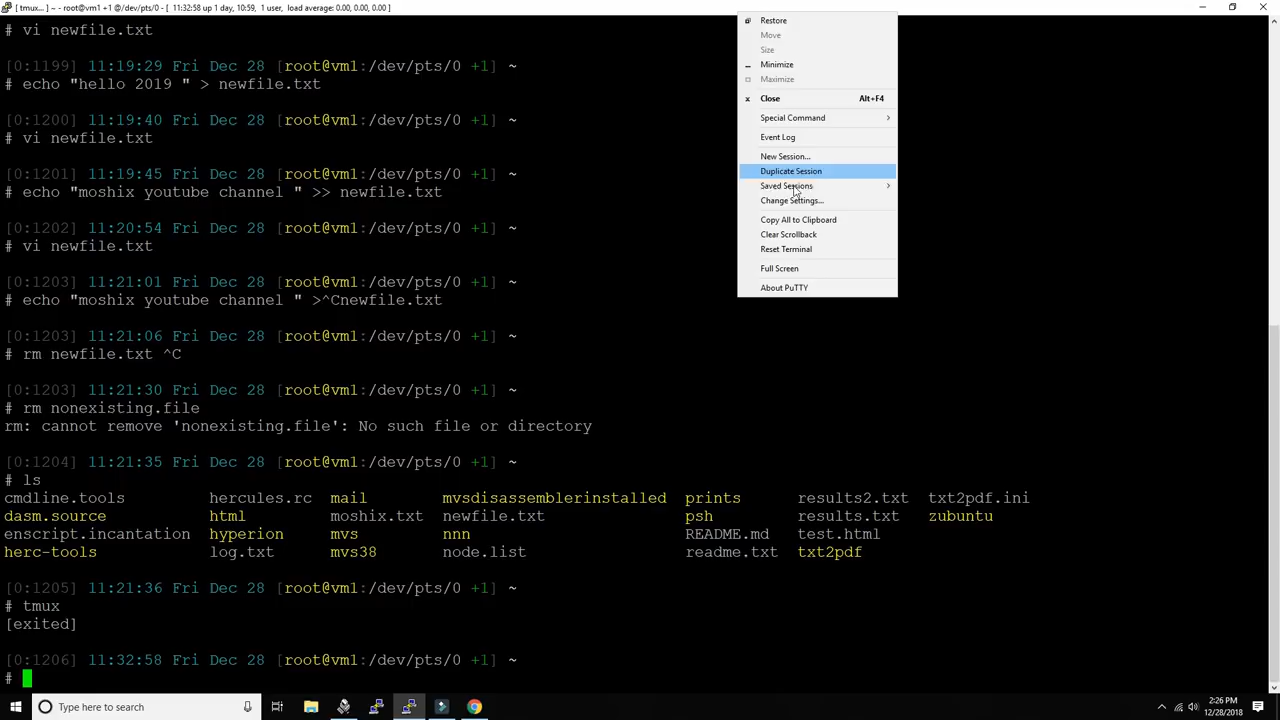 [ tmux... ] ~ - root@vm1 +1 @/dev/pts/0 - 11:32:58 up 1 day, 10:59, 1 user, load average: 0.00, 0.00, 0.00 ]
# vi newfile.txt
[0:1199] 11:19:29 Fri Dec 28 [root@vm1:/dev/pts/0 +1] ~
# echo "hello 2019 " > newfile.txt
[0:1200] 11:19:40 Fri Dec 28 [root@vm1:/dev/pts/0 +1] ~
# vi newfile.txt
[0:1201] 11:19:45 Fri Dec 28 [root@vm1:/dev/pts/0 +1] ~
# echo "moshix youtube channel " >> newfile.txt
[0:1202] 11:20:54 Fri Dec 28 [root@vm1:/dev/pts/0 +1] ~
# vi newfile.txt
[0:1203] 11:21:01 Fri Dec 28 [root@vm1:/dev/pts/0 +1] ~
# echo "moshix youtube channel " >^Cnewfile.txt
[0:1203] 11:21:06 Fri Dec 28 [root@vm1:/dev/pts/0 +1] ~
# rm newfile.txt ^C
[0:1203] 11:21:30 Fri Dec 28 [root@vm1:/dev/pts/0 +1] ~
# rm nonexisting.file
rm: cannot remove 'nonexisting.file': No such file or directory
[0:1204] 11:21:35 Fri Dec 28 [root@vm1:/dev/pts/0 +1] ~
# ls
cmdline.tools hercules.rc mail mvsdisassemblerinstalled prints results2.txt txt2pdf.ini
dasm.source html moshix.txt newfile.txt psh results.txt zubuntu
enscript.incantation hyperion mvs nnn README.md test.html
herc-tools log.txt mvs38 node.list readme.txt txt2pdf
[0:1205] 11:21:36 Fri Dec 28 [root@vm1:/dev/pts/0 +1] ~
# tmux
[exited]
[0:1206] 11:32:58 Fri Dec 28 [root@vm1:/dev/pts/0 +1] ~
#
Restore
Move
Size
Minimize
Maximize
Close Alt+F4
Special Command
Event Log
New Session...
Duplicate Session
Saved Sessions
Change Settings...
Copy All to Clipboard
Clear Scrollback
Reset Terminal
Full Screen
About PuTTY
Type here to search
2:26 PM
12/28/2018